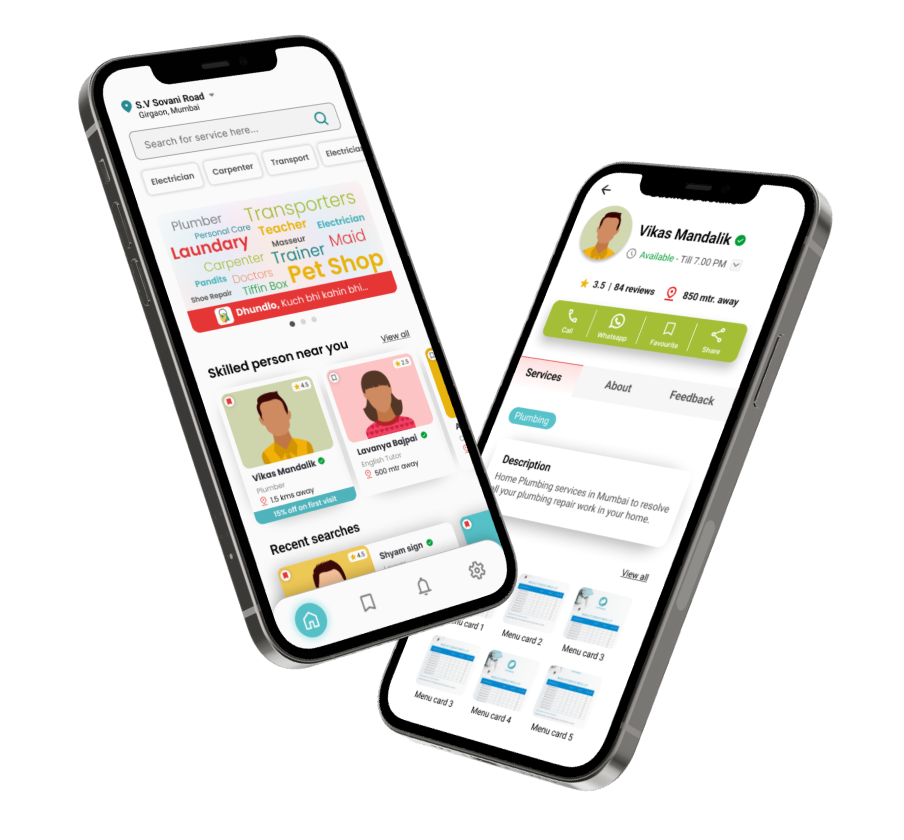 S.V Sovani Road
Girgaon, Mumbai
Search for service here...
Electrician Carpenter Transport Electricia
Plumber Transporters
Personal Care Teacher Electrician
Laundary Masseur Maid
Carpenter Trainer
Pandits Doctors Pet Shop
Shoe Repair Tiffin Box
Dhundlo, Kuch bhi kahin bhi...
Skilled person near you View all
4.5
Vikas Mandalik
Plumber
1.5 kms away
15% off on first visit
2.5
Lavanya Bajpai
English Tutor
500 mtr away
Recent searches
4.5
Shyam sign
Vikas Mandalik
Available - Till 7.00 PM
3.5 | 84 reviews 850 mtr. away
Call Whatsapp Favourite Share
Services About Feedback
Plumbing
Description
Home Plumbing services in Mumbai to resolve
all your plumbing repair work in your home.
View all
nu card 1 Menu card 2 Menu card 3
Menu card 3 Menu card 4 Menu card 5